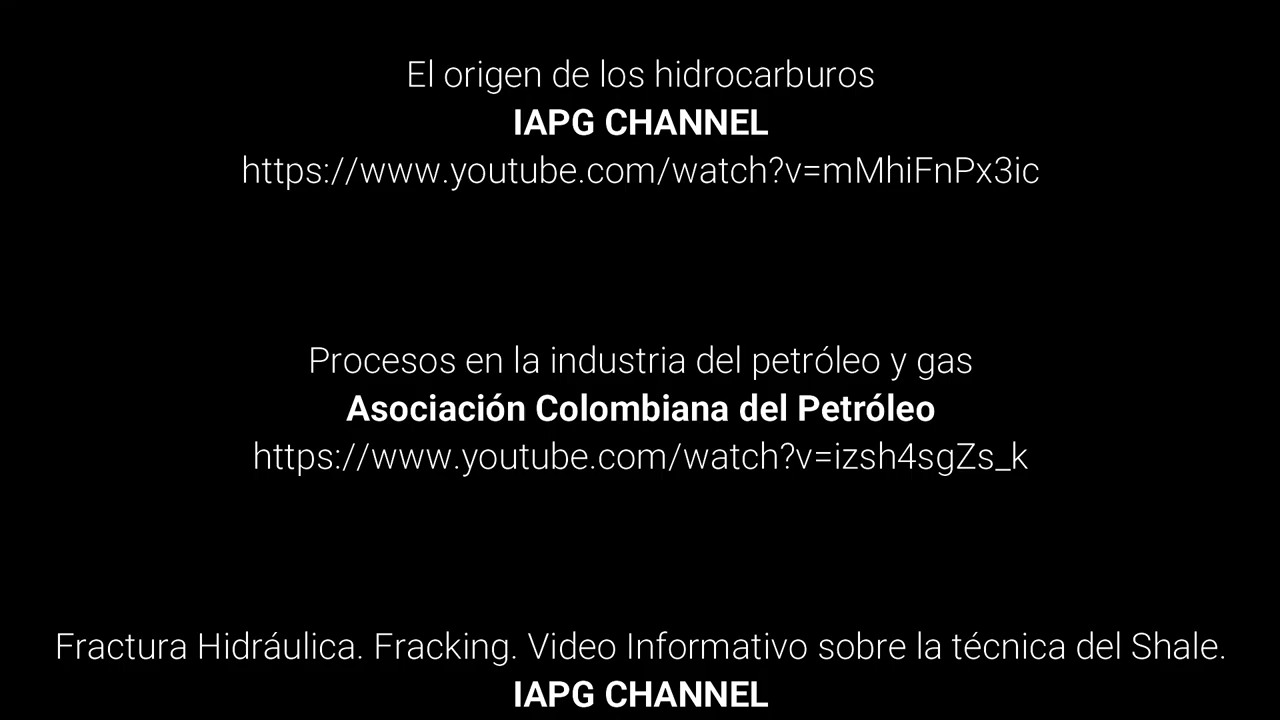 El origen de los hidrocarburos
IAPG CHANNEL
https://www.youtube.com/watch?v=mMhiFnPx3ic
Procesos en la industria del petróleo y gas
Asociación Colombiana del Petróleo
https://www.youtube.com/watch?v=izsh4sgZs_k
Fractura Hidráulica. Fracking. Video Informativo sobre la técnica del Shale.
IAPG CHANNEL